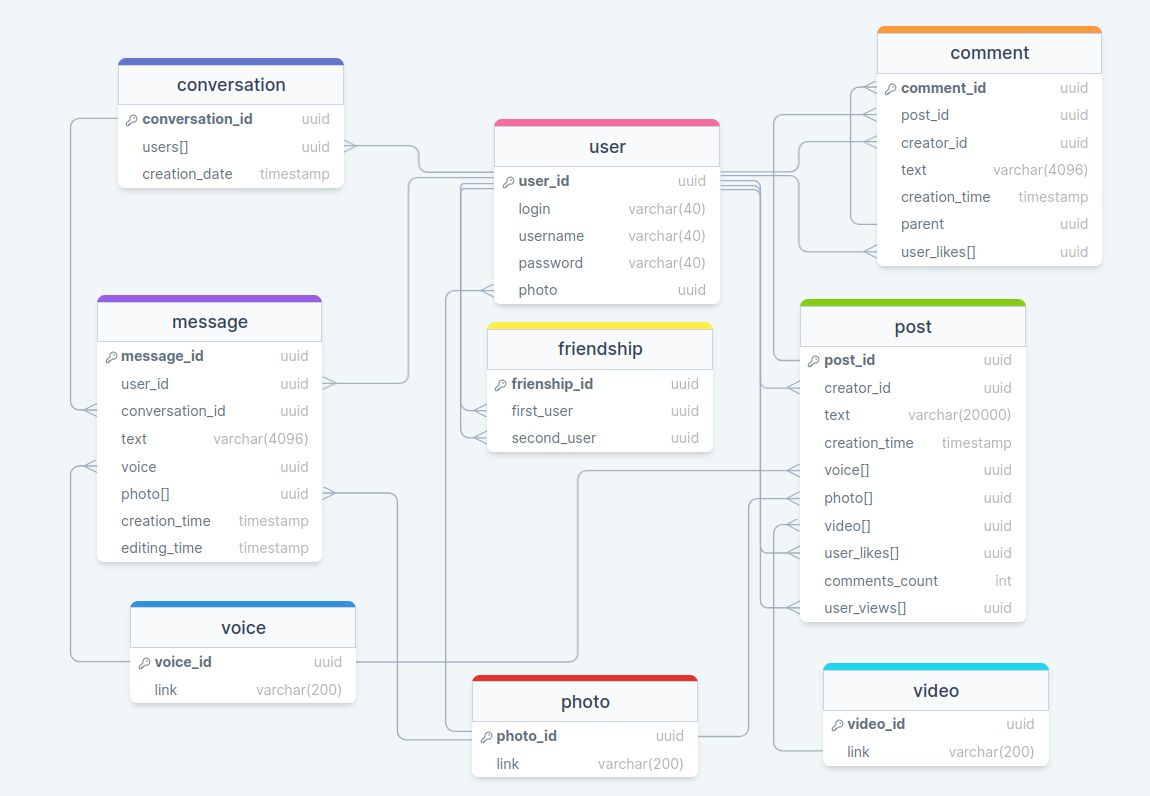 conversation
conversation_id uuid
users[] uuid
creation_date timestamp
user
user_id uuid
login varchar(40)
username varchar(40)
password varchar(40)
photo uuid
comment
comment_id uuid
post_id uuid
creator_id uuid
text varchar(4096)
creation_time timestamp
parent uuid
user_likes[] uuid
message
message_id uuid
user_id uuid
conversation_id uuid
text varchar(4096)
voice uuid
photo[] uuid
creation_time timestamp
editing_time timestamp
friendship
frienship_id uuid
first_user uuid
second_user uuid
post
post_id uuid
creator_id uuid
text varchar(20000)
creation_time timestamp
voice[] uuid
photo[] uuid
video[] uuid
user_likes[] uuid
comments_count int
user_views[] uuid
voice
voice_id uuid
link varchar(200)
photo
photo_id uuid
link varchar(200)
video
video_id uuid
link varchar(200)